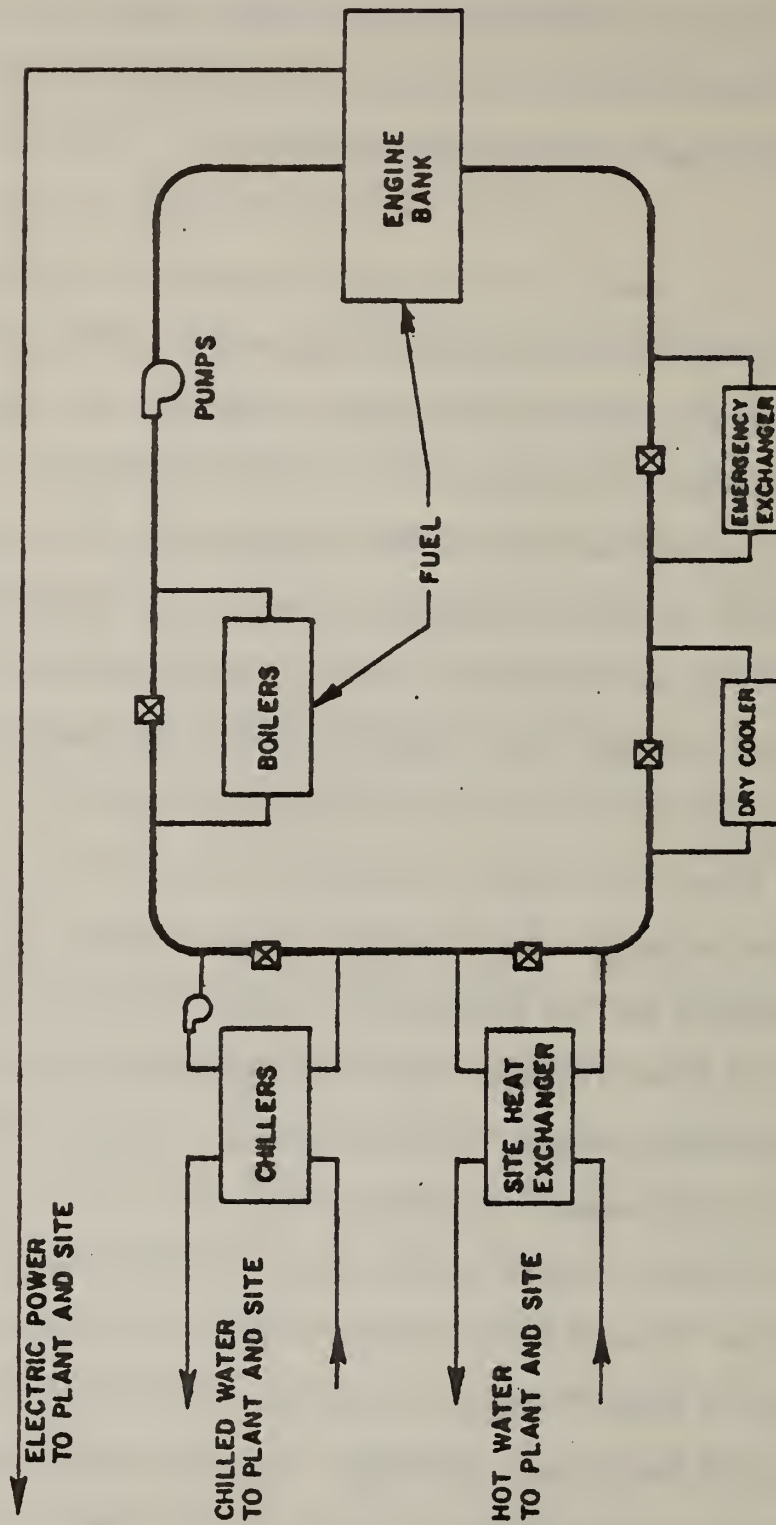 ELECTRIC POWER
TO PLANT AND SITE
CHILLED WATER
TO PLANT AND SITE
HOT WATER
TO PLANT AND SITE
CHILLERS
SITE HEAT
EXCHANGER
BOILERS
PUMPS
FUEL
ENGINE
BANK
DRY COOLER
EMERGENCY
EXCHANGER